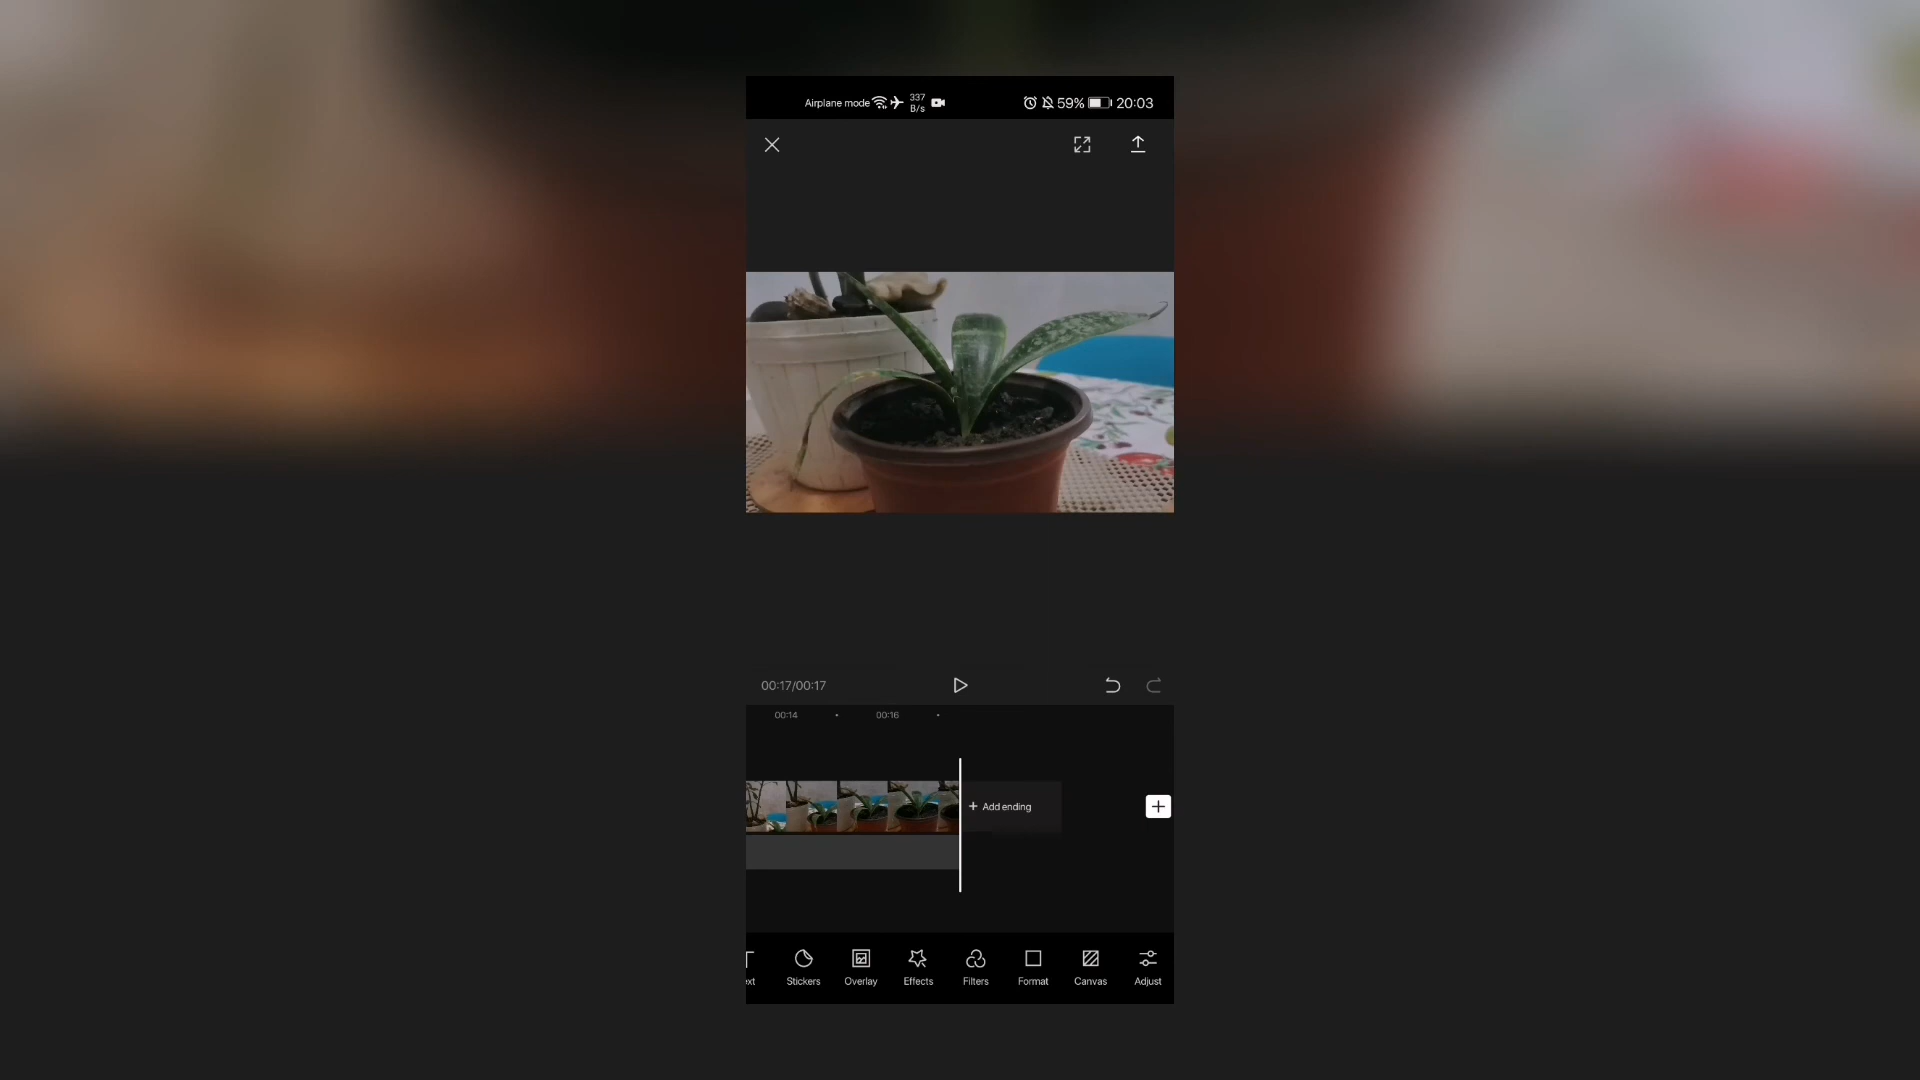 Airplane mode 337 B/s 59% 20:03
00:17/00:17
00:14 00:16
+ Add ending
ext Stickers Overlay Effects Filters Format Canvas Adjust